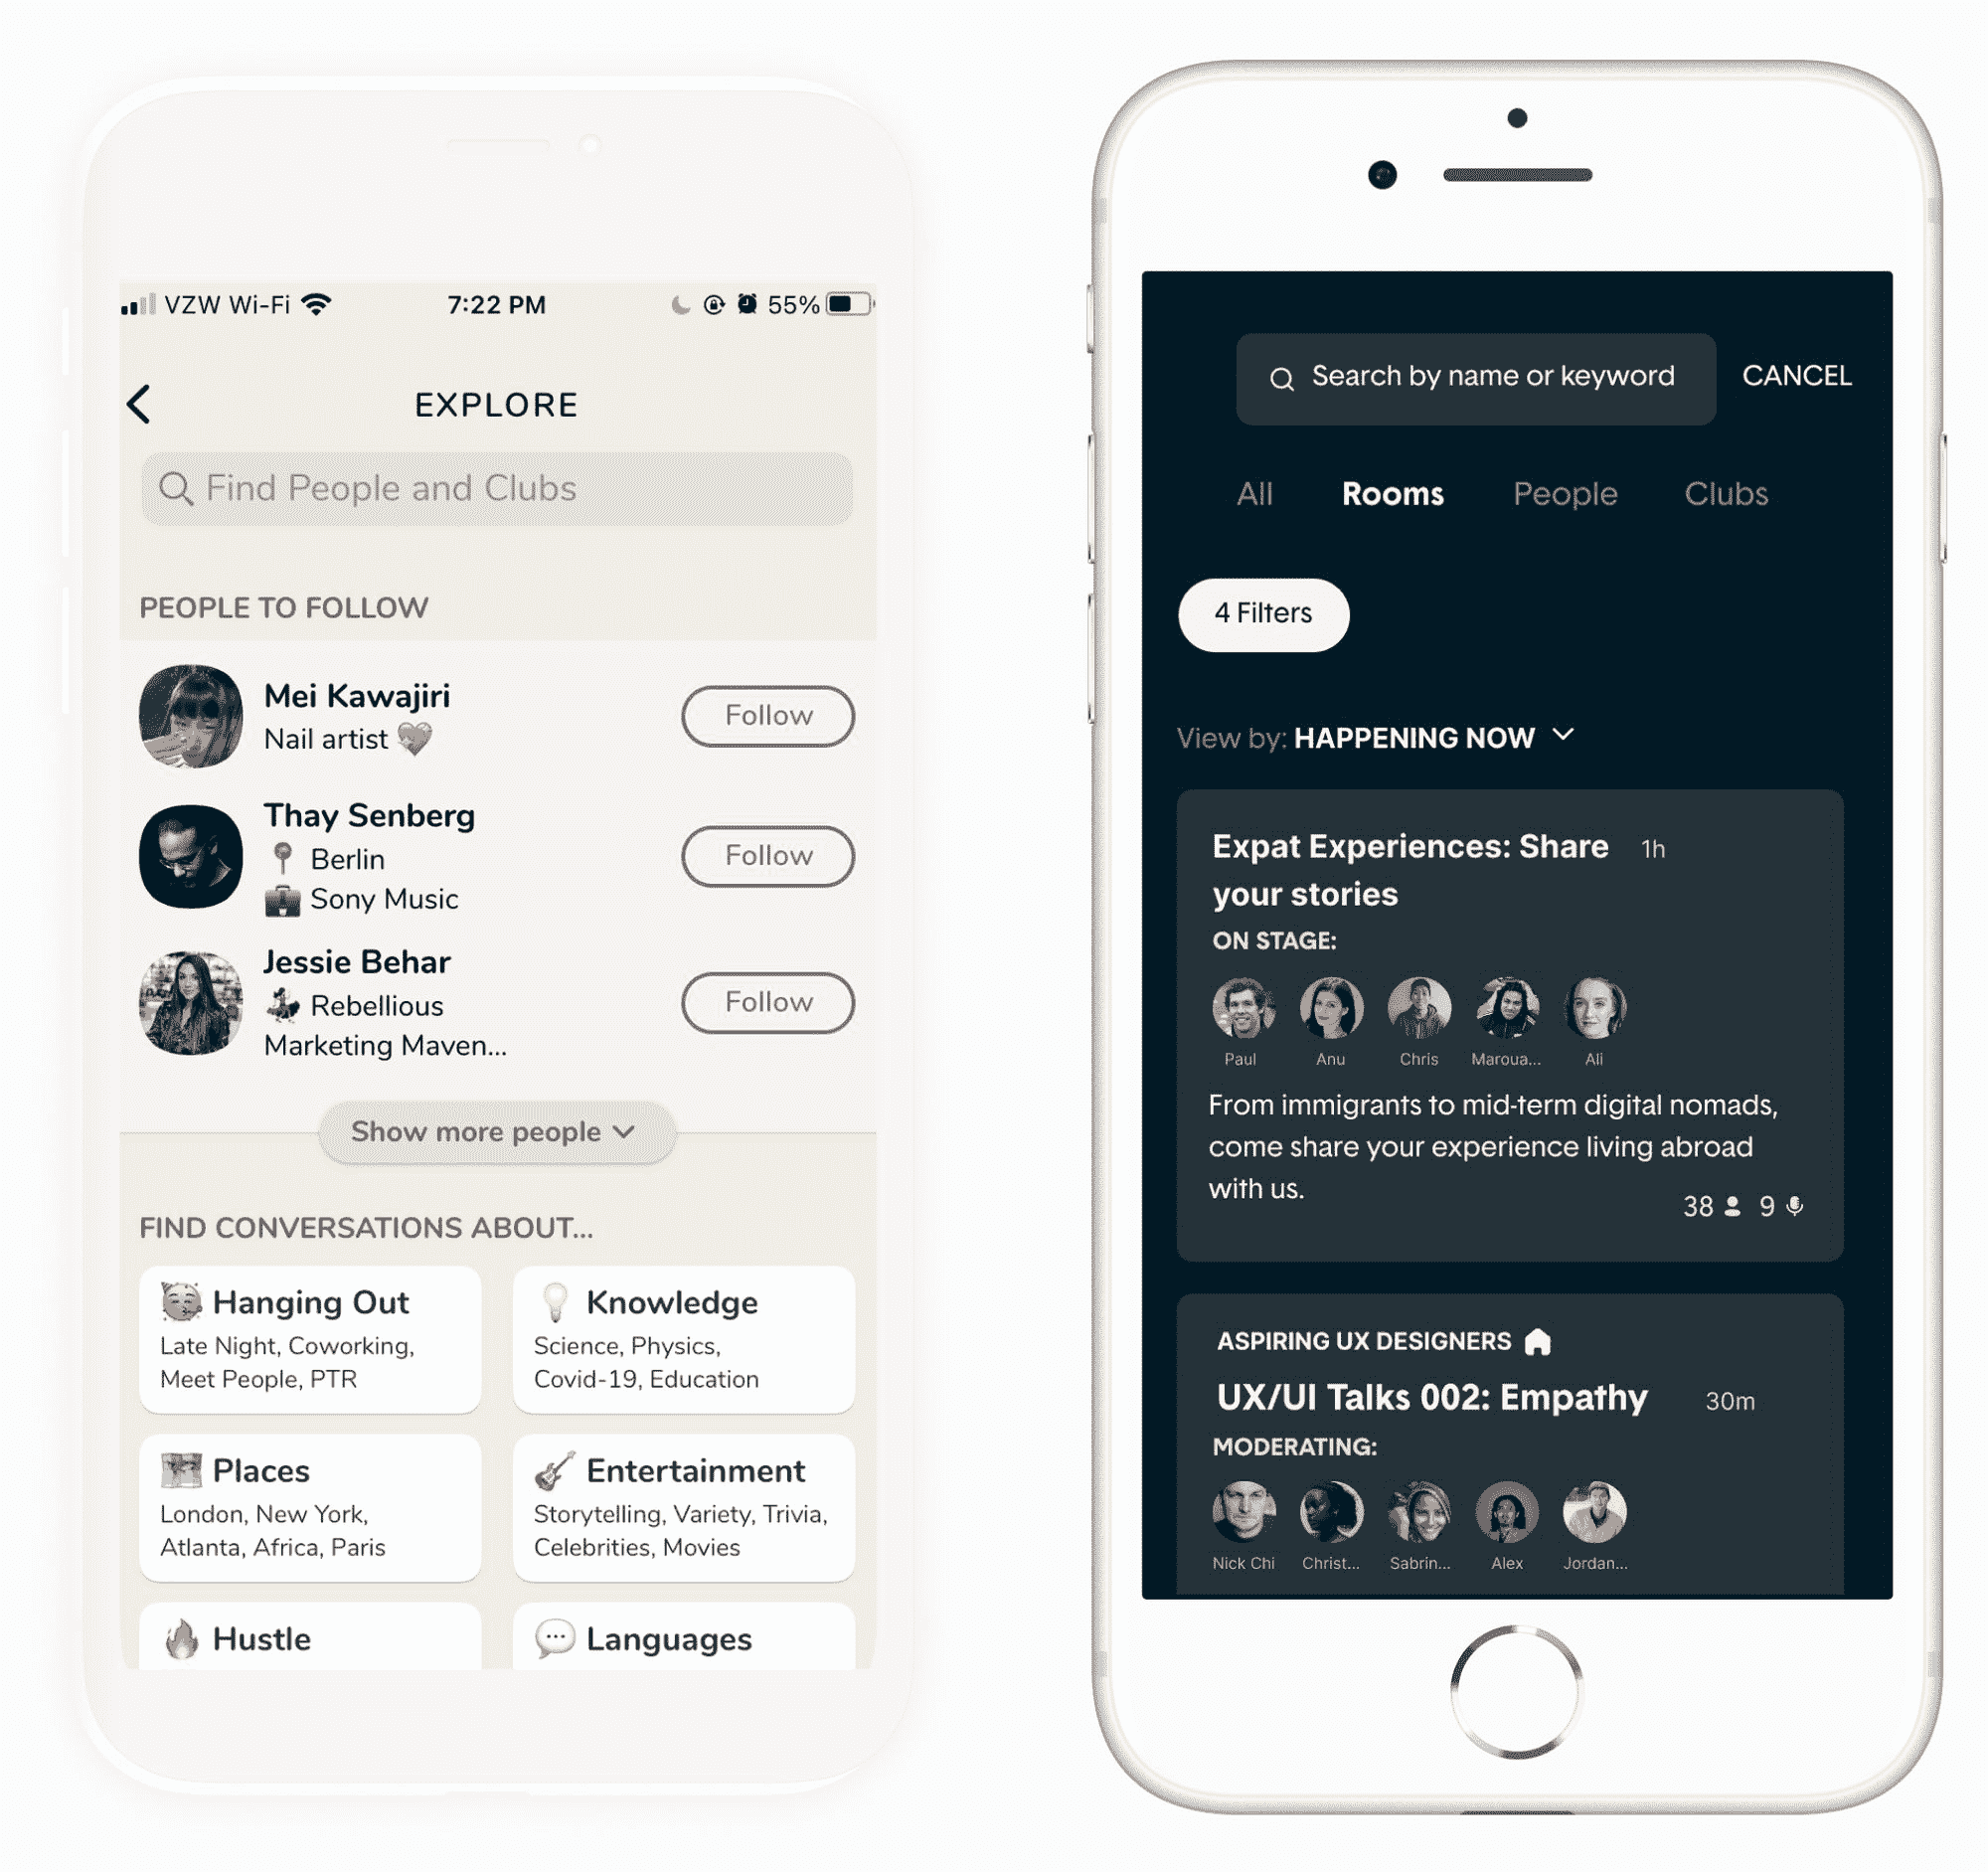 VZW Wi-Fi 7:22 PM 55%
EXPLORE
Find People and Clubs
PEOPLE TO FOLLOW
Mei Kawajiri
Nail artist
Follow
Thay Senberg
Berlin
Sony Music
Follow
Jessie Behar
Rebellious
Marketing Maven...
Follow
Show more people
FIND CONVERSATIONS ABOUT...
Hanging Out
Late Night, Coworking,
Meet People, PTR
Knowledge
Science, Physics,
Covid-19, Education
Places
London, New York,
Atlanta, Africa, Paris
Entertainment
Storytelling, Variety, Trivia,
Celebrities, Movies
Hustle
Languages
Search by name or keyword CANCEL
All Rooms People Clubs
4 Filters
View by: HAPPENING NOW
Expat Experiences: Share 1h
your stories
ON STAGE:
Paul Anu Chris Maroua... Ali
From immigrants to mid-term digital nomads,
come share your experience living abroad
with us.
38 9
ASPIRING UX DESIGNERS
UX/UI Talks 002: Empathy 30m
MODERATING:
Nick Chi Christ... Sabrin... Alex Jordan...